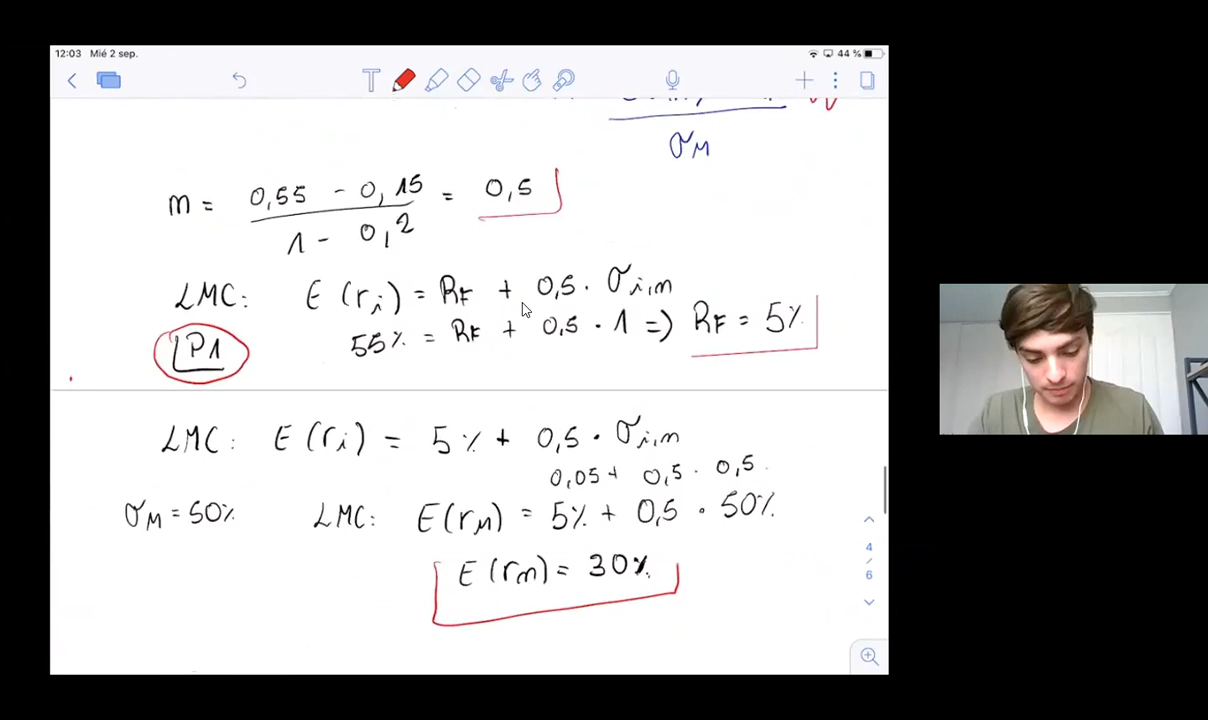 12:03 Mié 2 sep.
44 %
T
σM
m = 0,55 - 0,15 = 0,5
1 - 0,2
LMC: E (ri) = RF + 0,5 · σi,m
55% = RF + 0,5 · 1 => RF = 5%
P1
LMC: E (ri) = 5% + 0,5 · σi,m
0,05 + 0,5 · 0,5
σM = 50% LMC: E(rM) = 5% + 0,5 · 50%
E (rm) = 30%
4
/
6